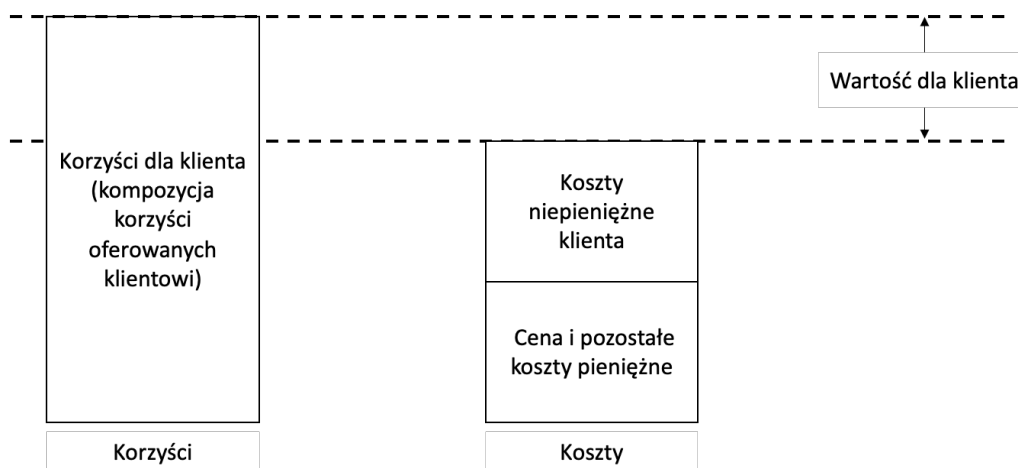 Wartość dla klienta
Korzyści dla klienta
(kompozycja
korzyści
oferowanych
klientowi)
Koszty
niepieniężne
klienta
Cena i pozostałe
koszty pieniężne
Korzyści
Koszty